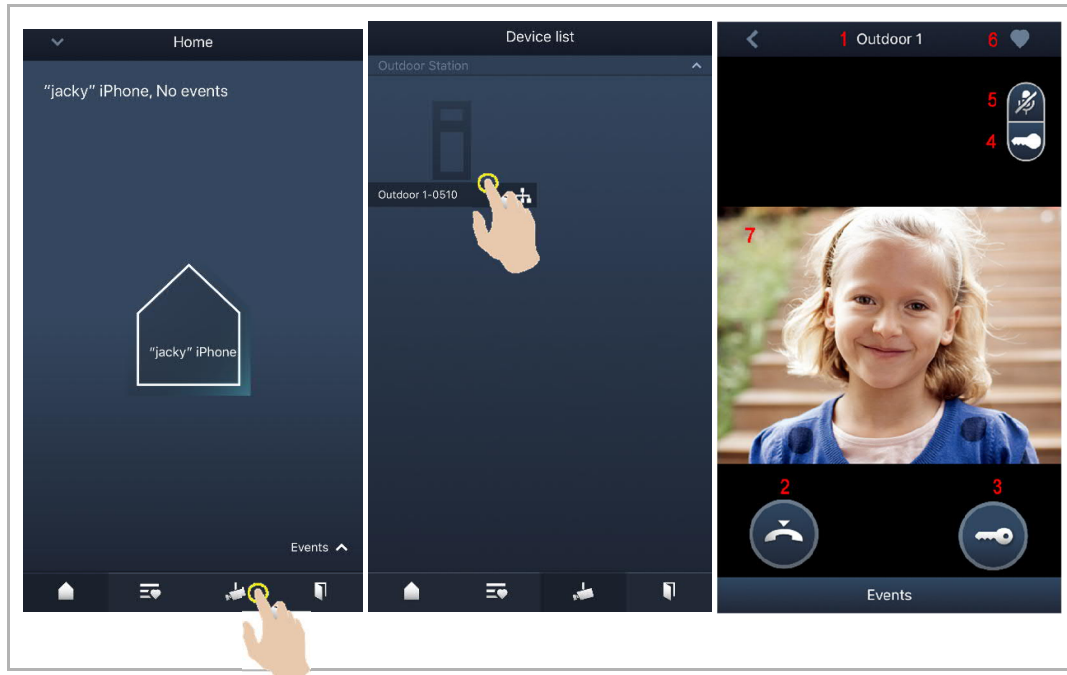 Home
"jacky" iPhone, No events
"jacky" iPhone
Events
Device list
Outdoor Station
Outdoor 1-0510
1 Outdoor 1 6
5
4
7
2 3
Events